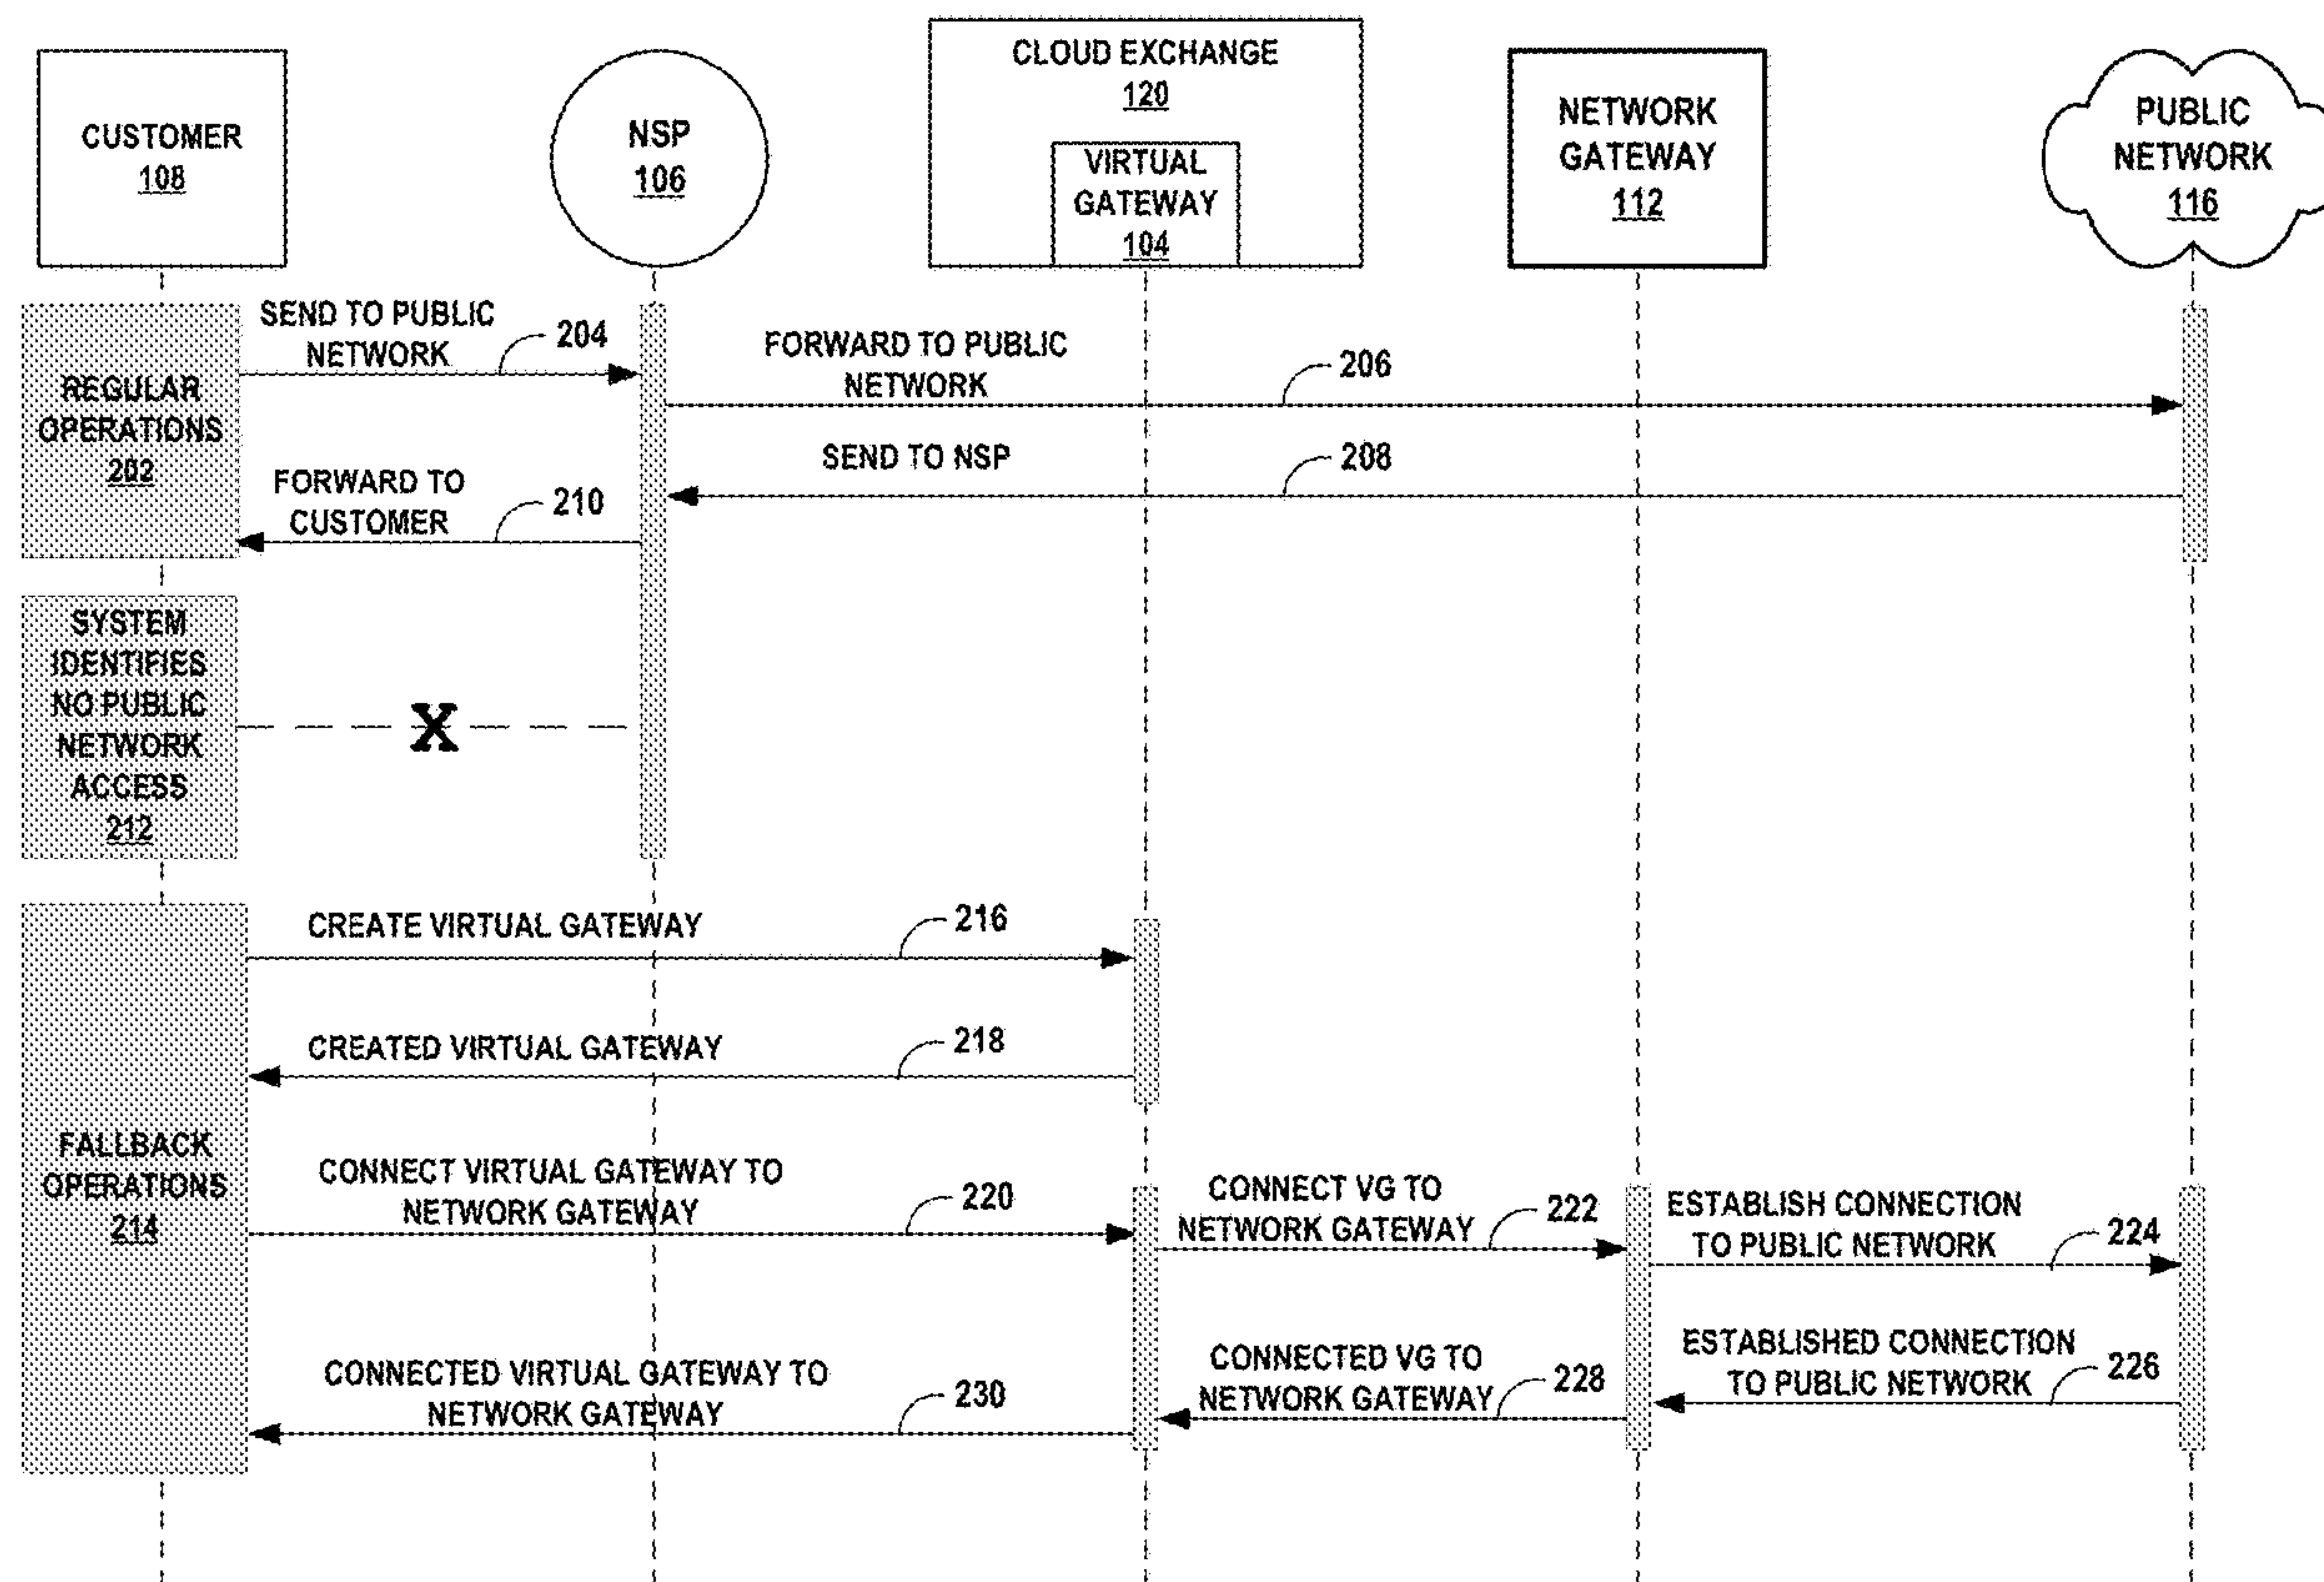 CUSTOMER
108
NSP
106
CLOUD EXCHANGE
120
VIRTUAL
GATEWAY
104
NETWORK
GATEWAY
112
PUBLIC
NETWORK
116
REGULAR
OPERATIONS
202
SEND TO PUBLIC
NETWORK
204
FORWARD TO PUBLIC
NETWORK
206
SEND TO NSP
208
FORWARD TO
CUSTOMER
210
SYSTEM
IDENTIFIES
NO PUBLIC
NETWORK
ACCESS
212
X
FALLBACK
OPERATIONS
214
CREATE VIRTUAL GATEWAY
216
CREATED VIRTUAL GATEWAY
218
CONNECT VIRTUAL GATEWAY TO
NETWORK GATEWAY
220
CONNECT VG TO
NETWORK GATEWAY
222
ESTABLISH CONNECTION
TO PUBLIC NETWORK
224
ESTABLISHED CONNECTION
TO PUBLIC NETWORK
226
CONNECTED VG TO
NETWORK GATEWAY
228
CONNECTED VIRTUAL GATEWAY TO
NETWORK GATEWAY
230